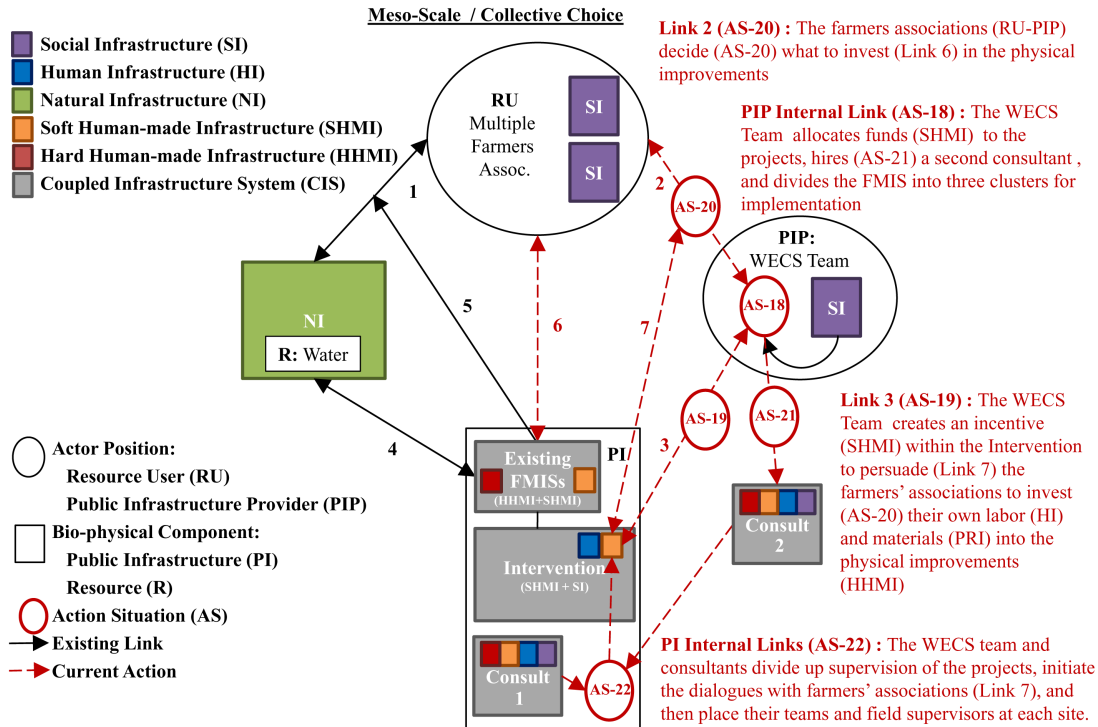 Meso-Scale / Collective Choice
Social Infrastructure (SI)
Human Infrastructure (HI)
Natural Infrastructure (NI)
Soft Human-made Infrastructure (SHMI)
Hard Human-made Infrastructure (HHMI)
Coupled Infrastructure System (CIS)
RU
Multiple
Farmers
Assoc.
SI
SI
Link 2 (AS-20) : The farmers associations (RU-PIP)
decide (AS-20) what to invest (Link 6) in the physical
improvements
PIP Internal Link (AS-18) : The WECS
Team allocates funds (SHMI) to the
projects, hires (AS-21) a second consultant ,
and divides the FMIS into three clusters for
implementation
1
2
AS-20
PIP:
WECS Team
AS-18
SI
NI
R: Water
5
6
7
4
3
AS-19
AS-21
Link 3 (AS-19) : The WECS
Team creates an incentive
(SHMI) within the Intervention
to persuade (Link 7) the
farmers' associations to invest
(AS-20) their own labor (HI)
and materials (PRI) into the
physical improvements
(HHMI)
PI
Existing
FMISs
(HHMI+SHMI)
Intervention
(SHMI + SI)
Consult
1
AS-22
Consult
2
Actor Position:
Resource User (RU)
Public Infrastructure Provider (PIP)
Bio-physical Component:
Public Infrastructure (PI)
Resource (R)
Action Situation (AS)
Existing Link
Current Action
PI Internal Links (AS-22) : The WECS team and
consultants divide up supervision of the projects, initiate
the dialogues with farmers' associations (Link 7), and
then place their teams and field supervisors at each site.